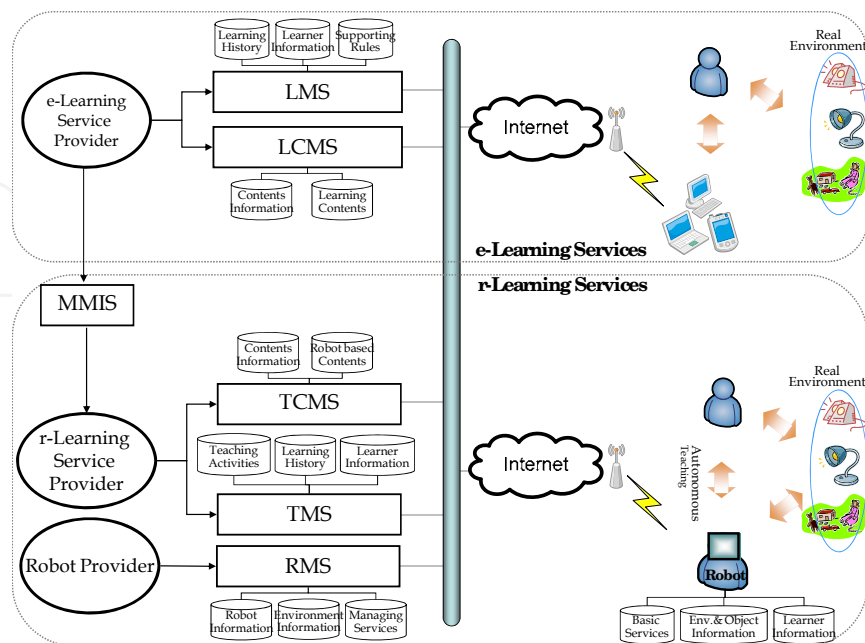 Learning
History
Learner
Information
Supporting
Rules
LMS
e-Learning
Service
Provider
LCMS
Contents
Information
Learning
Contents
Internet
Real
Environment
e-Learning Services
r-Learning Services
MMIS
Contents
Information
Robot based
Contents
TCMS
r-Learning
Service
Provider
Teaching
Activities
Learning
History
Learner
Information
TMS
Robot Provider
RMS
Robot
Information
Environment
Information
Managing
Services
Internet
Real
Environment
Autonomous
Teaching
Robot
Basic
Services
Env.& Object
Information
Learner
Information